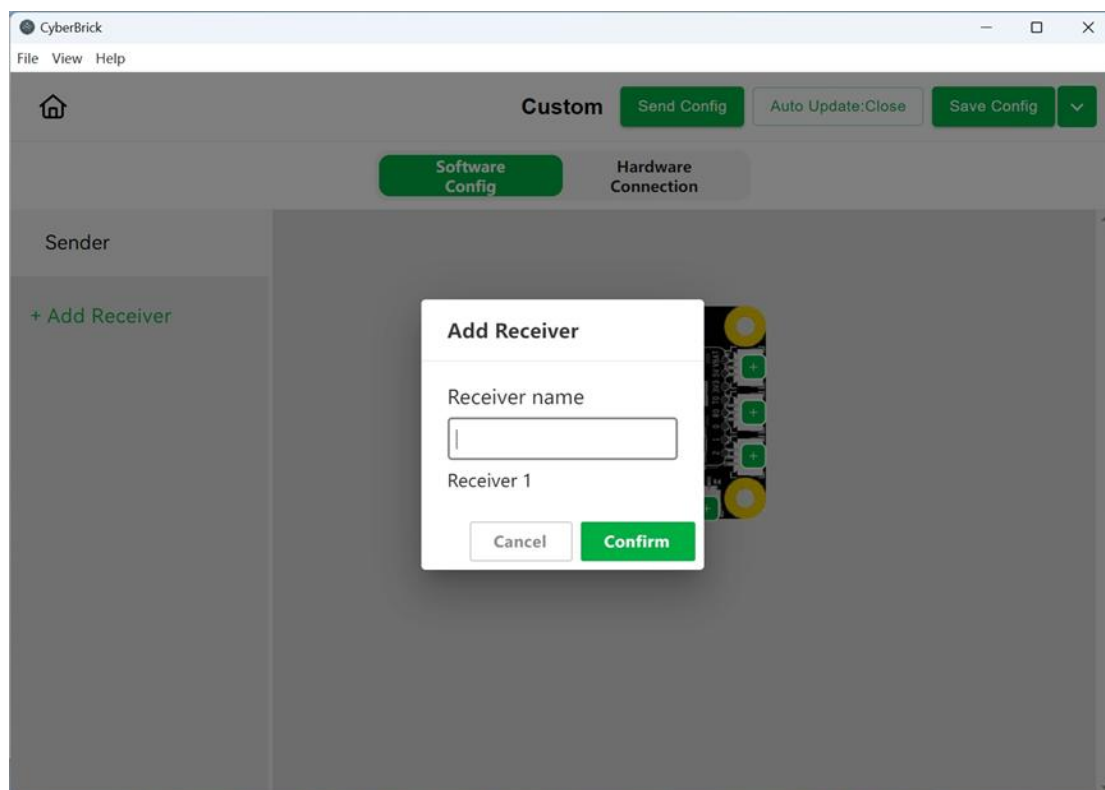 CyberBrick
File View Help
Custom
Send Config
Auto Update:Close
Save Config
Software
Config
Hardware
Connection
Sender
+ Add Receiver
Add Receiver
Receiver name
Receiver 1
Cancel
Confirm